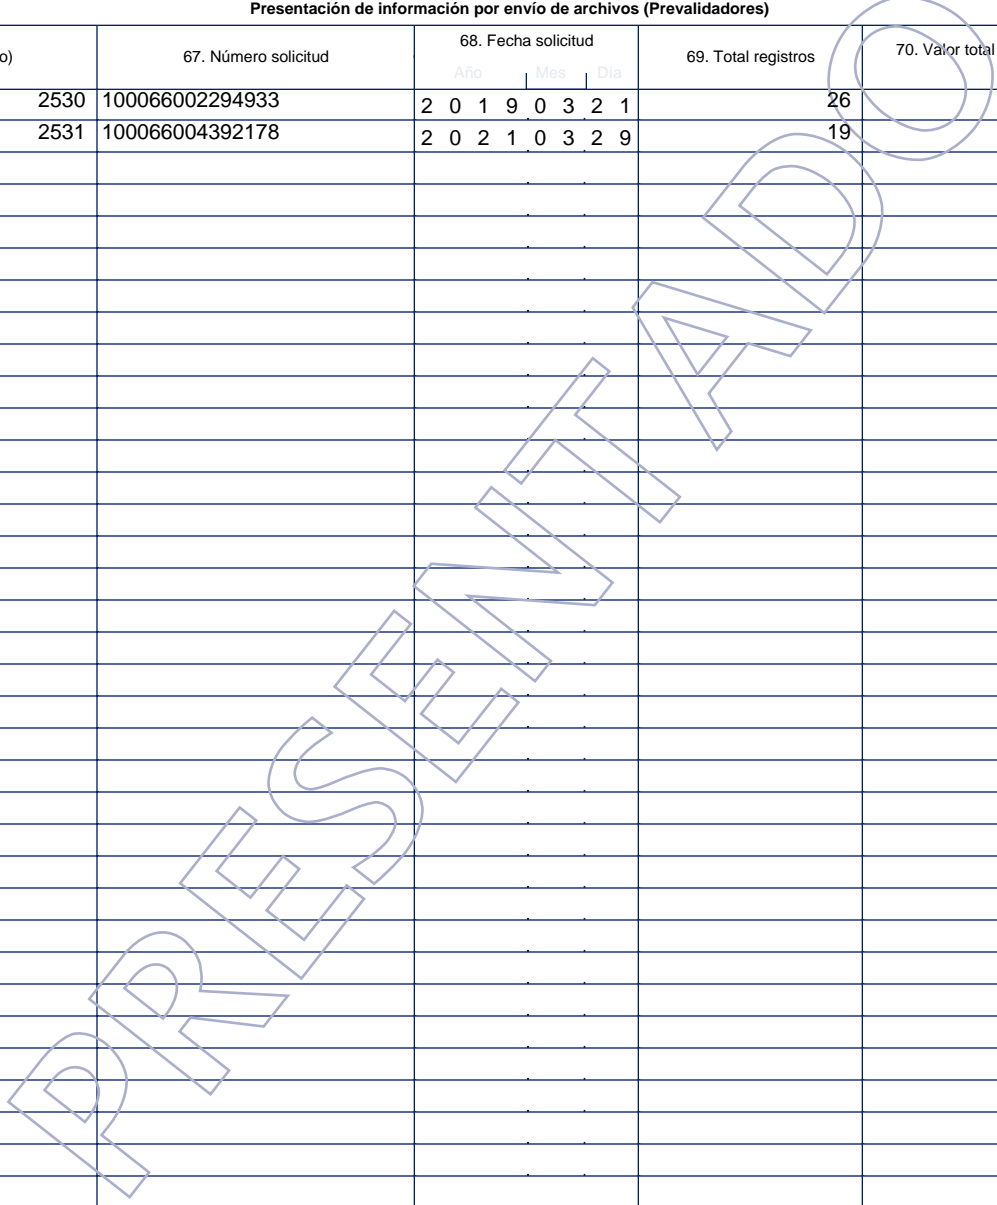 Presentación de información por envío de archivos (Prevalidadores)
o) 67. Número solicitud 68. Fecha solicitud 69. Total registros 70. Valor total
Año Mes Día
2530 100066002294933 2 0 1 9 0 3 2 1 26
2531 100066004392178 2 0 2 1 0 3 2 9 19
PRESENTADO